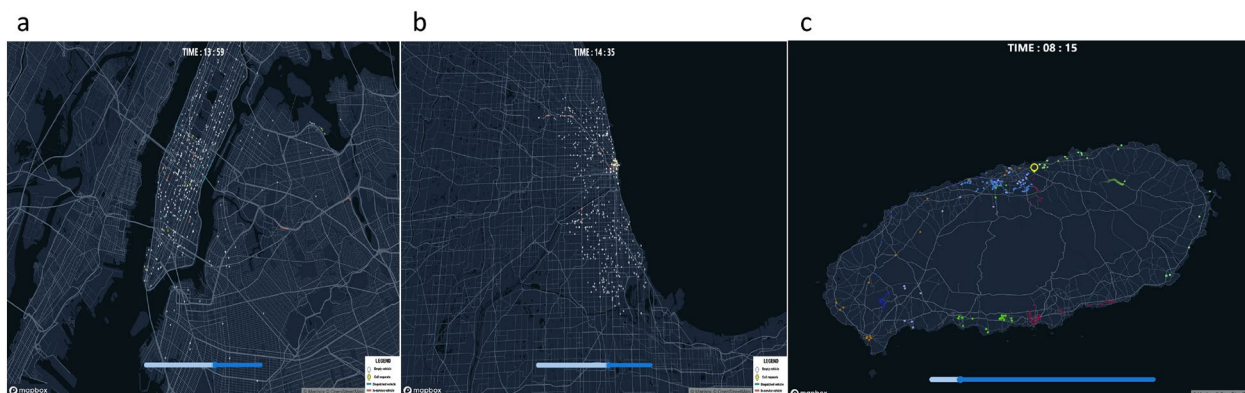 a
b
c
TIME : 13 : 59
TIME : 14 : 35
TIME : 08 : 15
LEGEND
Empty vehicle
Call requests
Dispatched vehicle
In-service vehicle
mapbox
LEGEND
Empty vehicle
Call requests
Dispatched vehicle
In-service vehicle
mapbox
mapbox